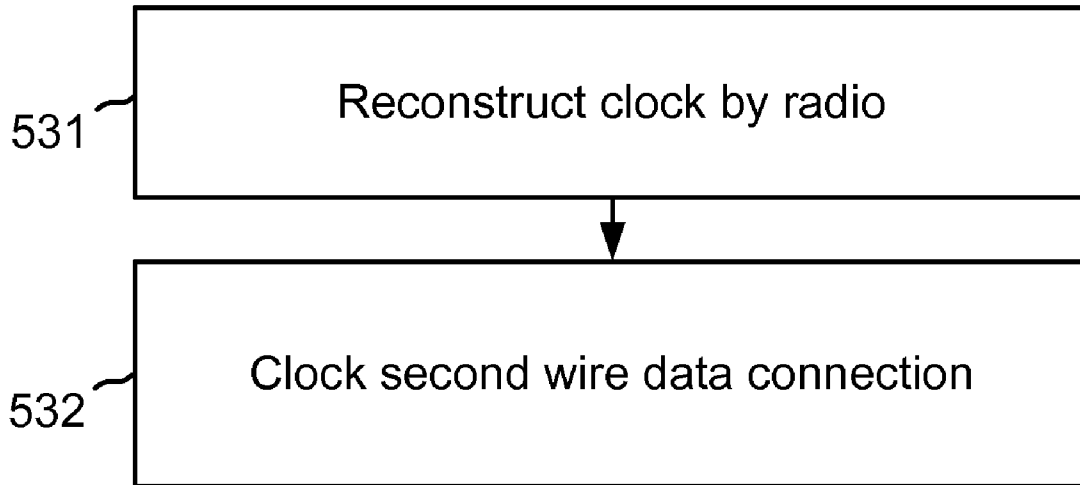 Reconstruct clock by radio
531
Clock second wire data connection
532